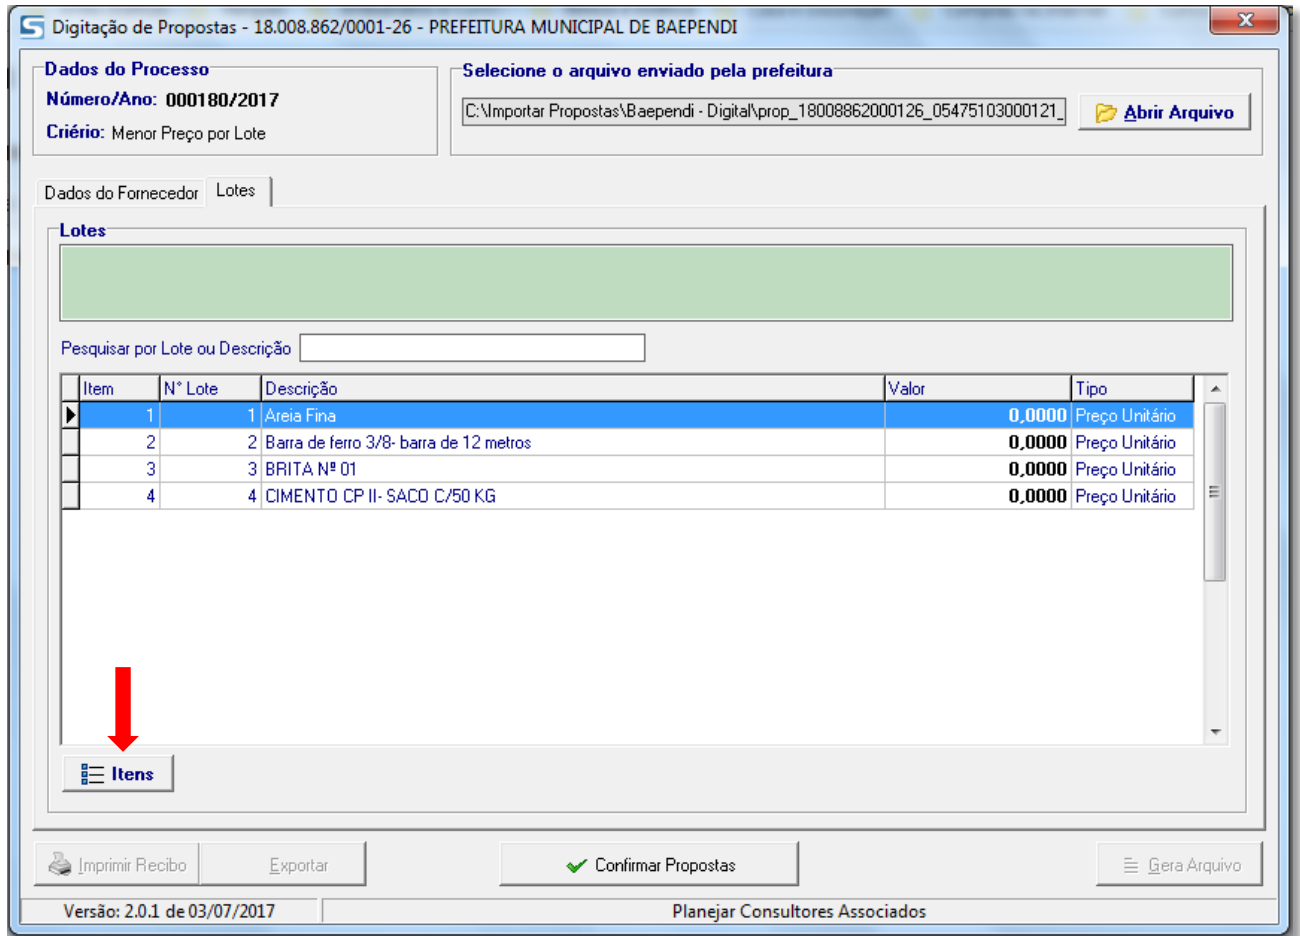 Digitação de Propostas - 18.008.862/0001-26 - PREFEITURA MUNICIPAL DE BAEPENDI
Dados do Processo
Número/Ano: 000180/2017
Criério: Menor Preço por Lote
Selecione o arquivo enviado pela prefeitura
C:\Importar Propostas\Baependi - Digital\prop_18008862000126_05475103000121_
Abrir Arquivo
Dados do Fornecedor Lotes
Lotes
Pesquisar por Lote ou Descrição
Item N° Lote Descrição Valor Tipo
1 1 Areia Fina 0,0000 Preço Unitário
2 2 Barra de ferro 3/8- barra de 12 metros 0,0000 Preço Unitário
3 3 BRITA Nº 01 0,0000 Preço Unitário
4 4 CIMENTO CP II- SACO C/50 KG 0,0000 Preço Unitário
Itens
Imprimir Recibo Exportar Confirmar Propostas Gera Arquivo
Versão: 2.0.1 de 03/07/2017 Planejar Consultores Associados